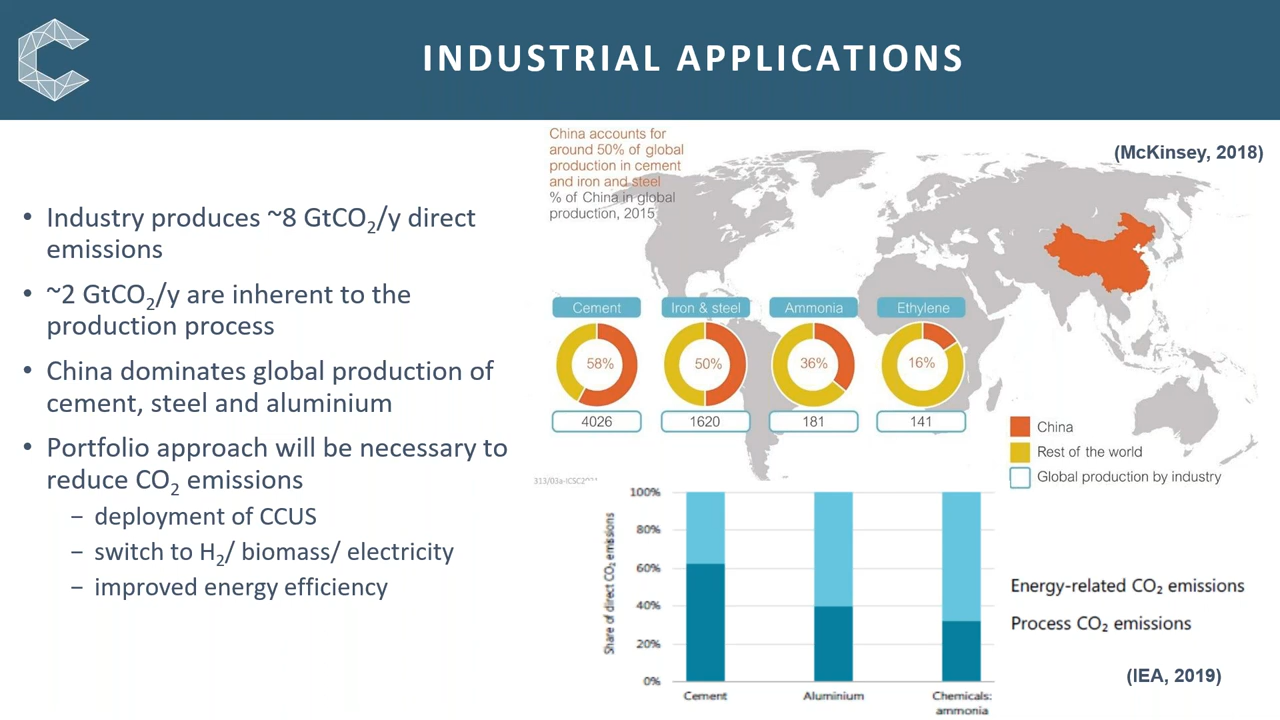 INDUSTRIAL APPLICATIONS
• Industry produces ~8 GtCO₂/y direct
emissions
• ~2 GtCO₂/y are inherent to the
production process
• China dominates global production of
cement, steel and aluminium
• Portfolio approach will be necessary to
reduce CO₂ emissions
− deployment of CCUS
− switch to H₂/ biomass/ electricity
− improved energy efficiency
China accounts for
around 50% of global
production in cement
and iron and steel
% of China in global
production, 2015
(McKinsey, 2018)
Cement
Iron & steel
Ammonia
Ethylene
58%
50%
36%
16%
4026
1620
181
141
China
Rest of the world
Global production by industry
Share of direct CO₂ emissions
100%
80%
60%
40%
20%
0%
Cement
Aluminium
Chemicals:
ammonia
Energy-related CO₂ emissions
Process CO₂ emissions
(IEA, 2019)